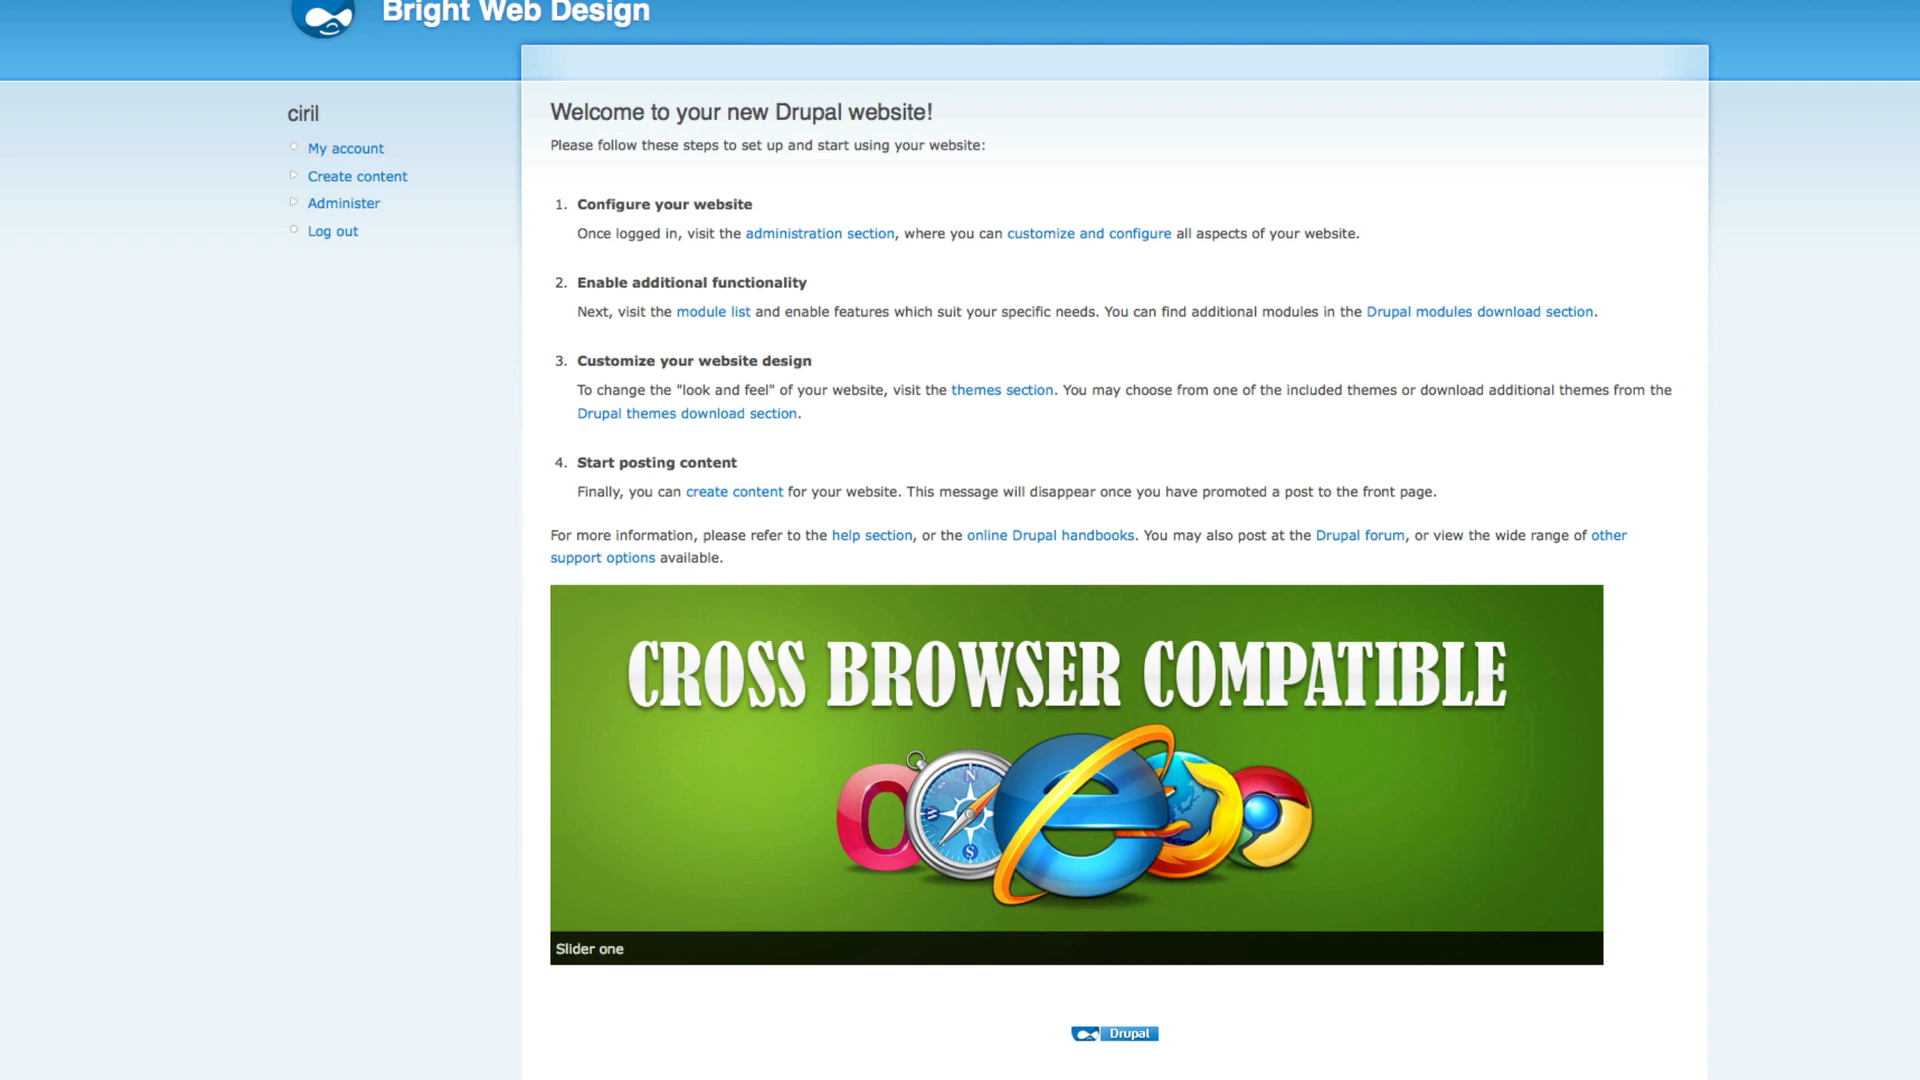 Bright Web Design
ciril
My account
Create content
Administer
Log out
Welcome to your new Drupal website!
Please follow these steps to set up and start using your website:
1. Configure your website
Once logged in, visit the administration section, where you can customize and configure all aspects of your website.
2. Enable additional functionality
Next, visit the module list and enable features which suit your specific needs. You can find additional modules in the Drupal modules download section.
3. Customize your website design
To change the "look and feel" of your website, visit the themes section. You may choose from one of the included themes or download additional themes from the
Drupal themes download section.
4. Start posting content
Finally, you can create content for your website. This message will disappear once you have promoted a post to the front page.
For more information, please refer to the help section, or the online Drupal handbooks. You may also post at the Drupal forum, or view the wide range of other
support options available.
CROSS BROWSER COMPATIBLE
N
W
S
Slider one
Drupal